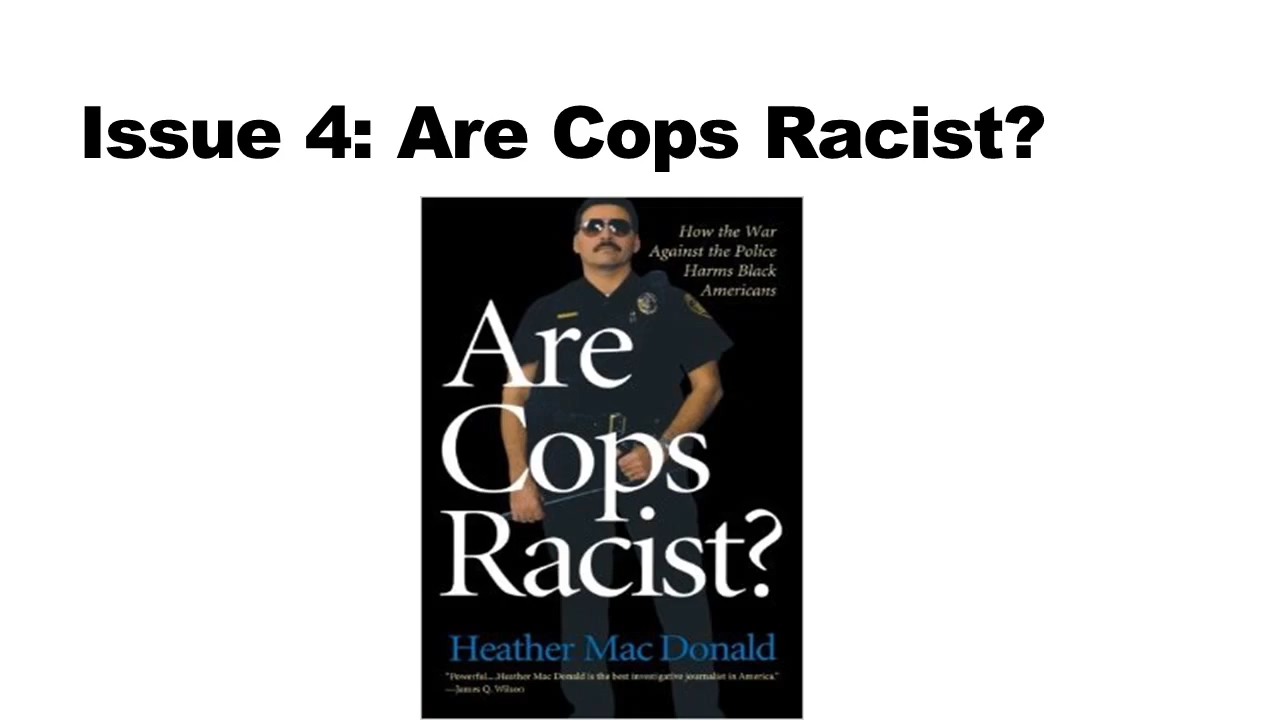 Issue 4: Are Cops Racist?
How the War
Against the Police
Harms Black
Americans
Are
Cops
Racist?
Heather Mac Donald
"Powerful....Heather Mac Donald is the best investigative journalist in America."
—James Q. Wilson